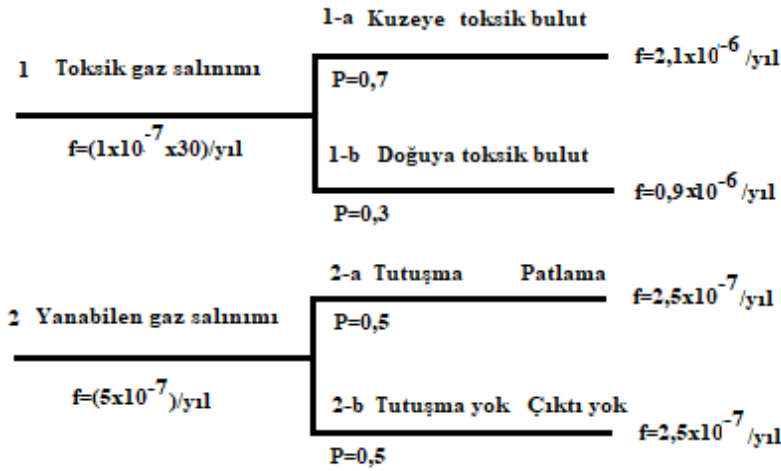 1-a Kuzeye toksik bulut
f=2,1x10⁻⁶ /yıl
1 Toksik gaz salınımı
P=0,7
f=(1x10⁻⁷ x30)/yıl
1-b Doğuya toksik bulut
f=0,9x10⁻⁶ /yıl
P=0,3
2-a Tutuşma Patlama
f=2,5x10⁻⁷ /yıl
2 Yanabilen gaz salınımı
P=0,5
f=(5x10⁻⁷)/yıl
2-b Tutuşma yok Çıktı yok
f=2,5x10⁻⁷ /yıl
P=0,5